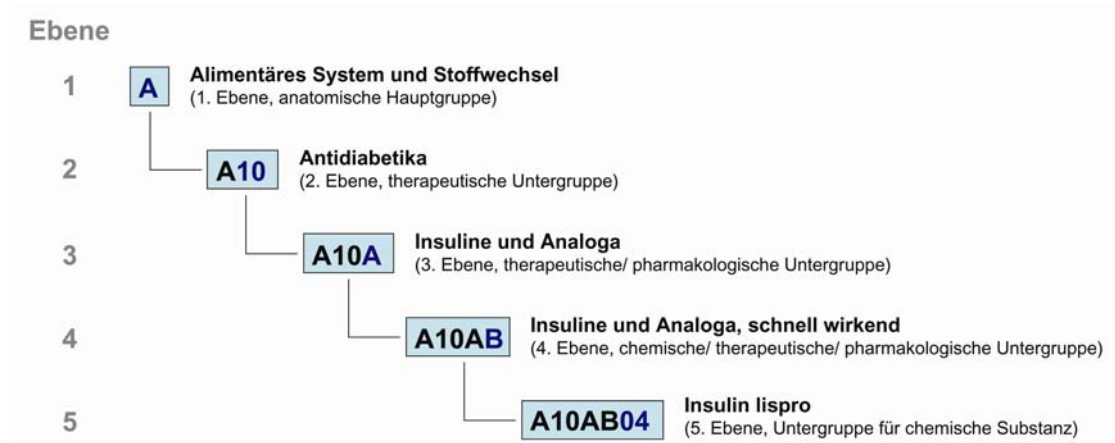 Ebene
1
A
Alimentäres System und Stoffwechsel
(1. Ebene, anatomische Hauptgruppe)
2
A10
Antidiabetika
(2. Ebene, therapeutische Untergruppe)
3
A10A
Insuline und Analoga
(3. Ebene, therapeutische/ pharmakologische Untergruppe)
4
A10AB
Insuline und Analoga, schnell wirkend
(4. Ebene, chemische/ therapeutische/ pharmakologische Untergruppe)
5
A10AB04
Insulin lispro
(5. Ebene, Untergruppe für chemische Substanz)